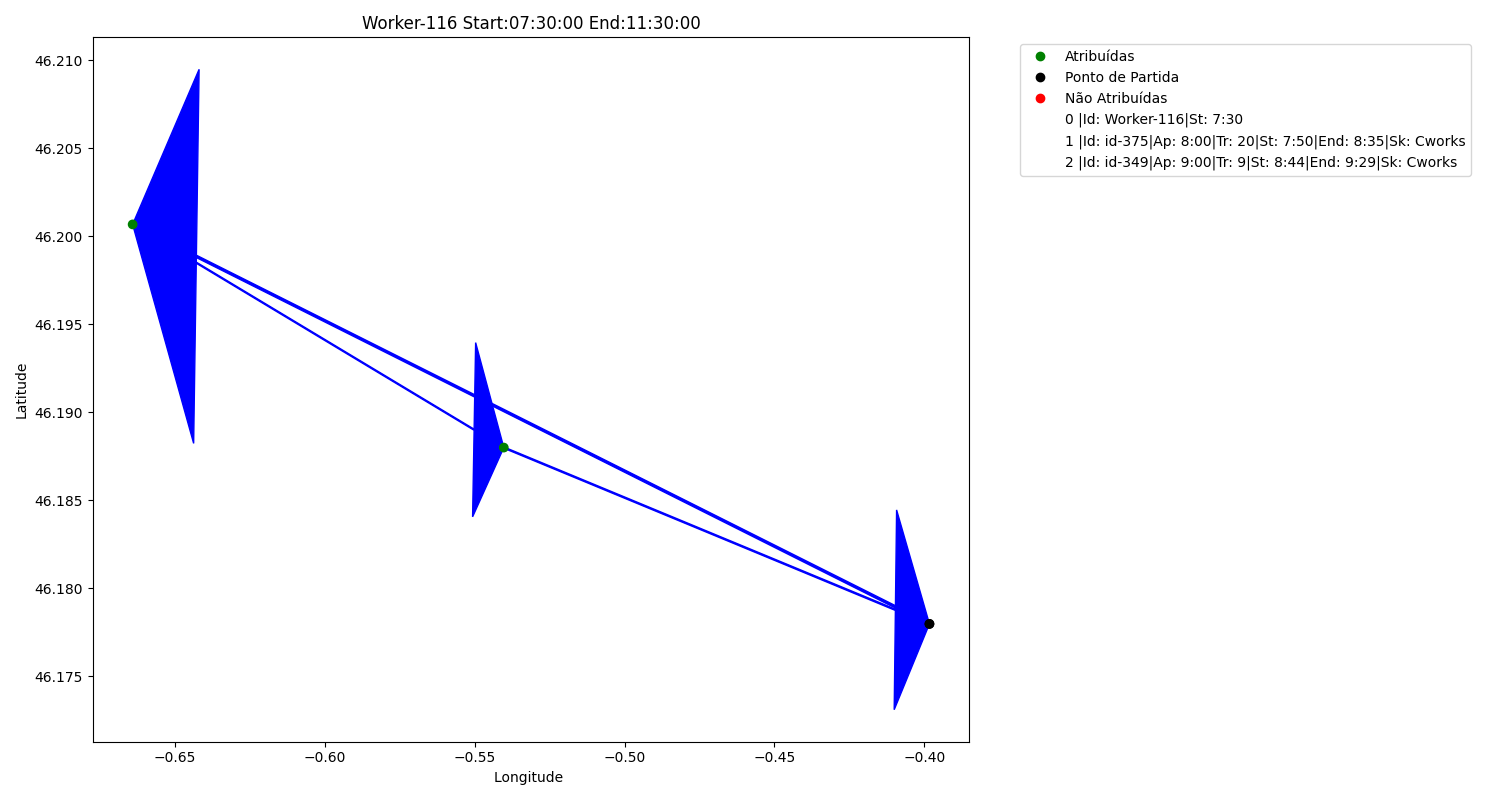 Worker-116 Start:07:30:00 End:11:30:00
46.210
46.205
46.200
46.195
46.190
46.185
46.180
46.175
Latitude
−0.65
−0.60
−0.55
−0.50
−0.45
−0.40
Longitude
Atribuídas
Ponto de Partida
Não Atribuídas
0 |Id: Worker-116|St: 7:30
1 |Id: id-375|Ap: 8:00|Tr: 20|St: 7:50|End: 8:35|Sk: Cworks
2 |Id: id-349|Ap: 9:00|Tr: 9|St: 8:44|End: 9:29|Sk: Cworks